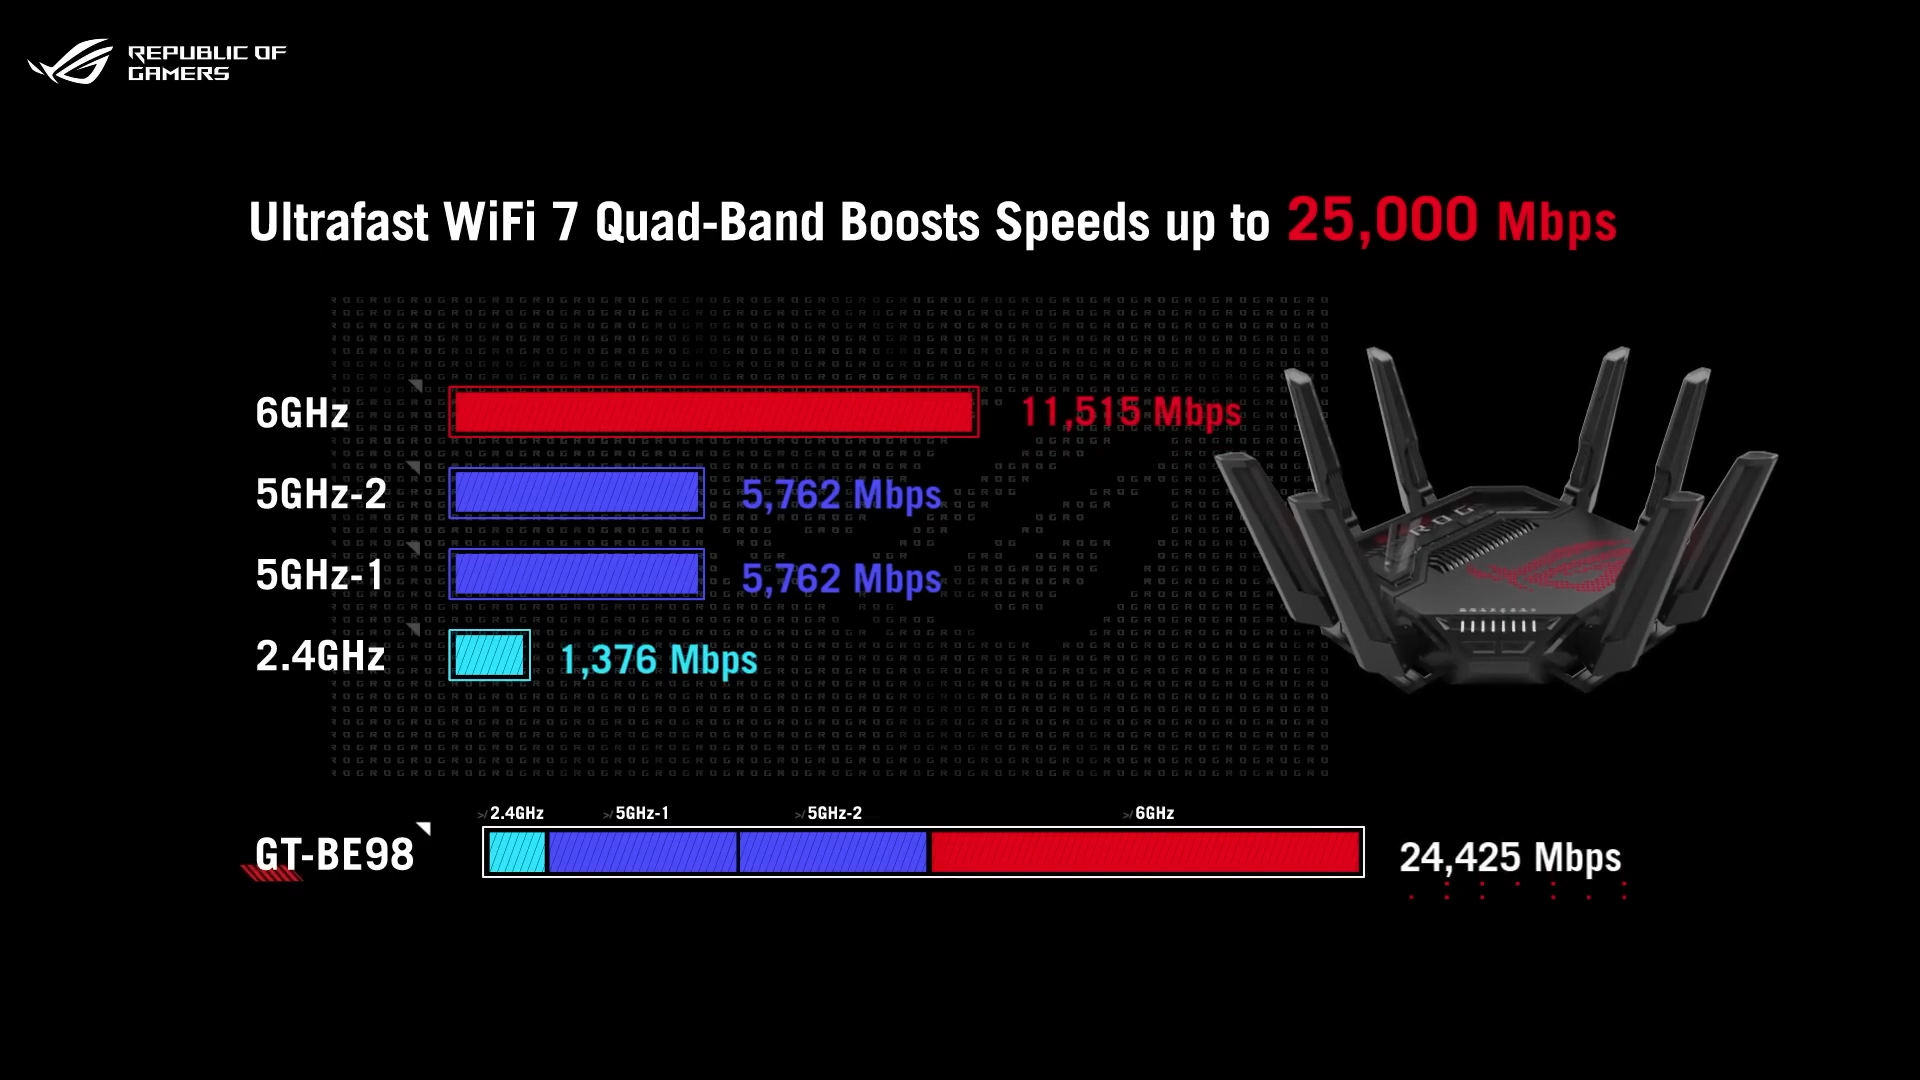 REPUBLIC OF
GAMERS
Ultrafast WiFi 7 Quad-Band Boosts Speeds up to 25,000 Mbps
6GHz 11,515 Mbps
5GHz-2 5,762 Mbps
5GHz-1 5,762 Mbps
2.4GHz 1,376 Mbps
ROG
2.4GHz 5GHz-1 5GHz-2 6GHz
GT-BE98 24,425 Mbps